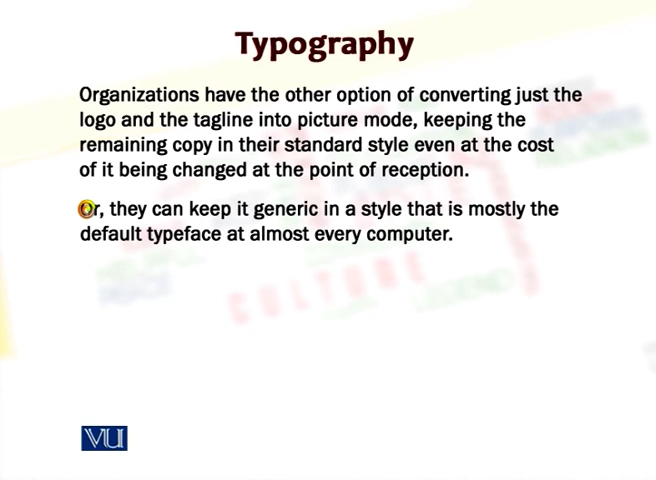 Typography
Organizations have the other option of converting just the
logo and the tagline into picture mode, keeping the
remaining copy in their standard style even at the cost
of it being changed at the point of reception.
Or, they can keep it generic in a style that is mostly the
default typeface at almost every computer.
CULTURE
LEGEND
PEACE
VU